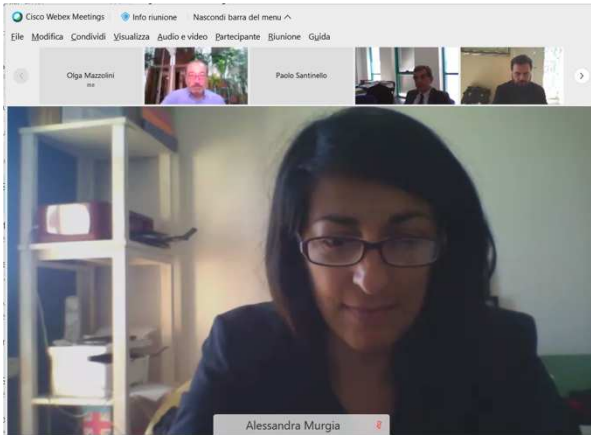 Cisco Webex Meetings Info riunione Nascondi barra del menu
File Modifica Condividi Visualizza Audio e video Partecipante Riunione Guida
Olga Mazzolini
me
Paolo Santinello
Alessandra Murgia